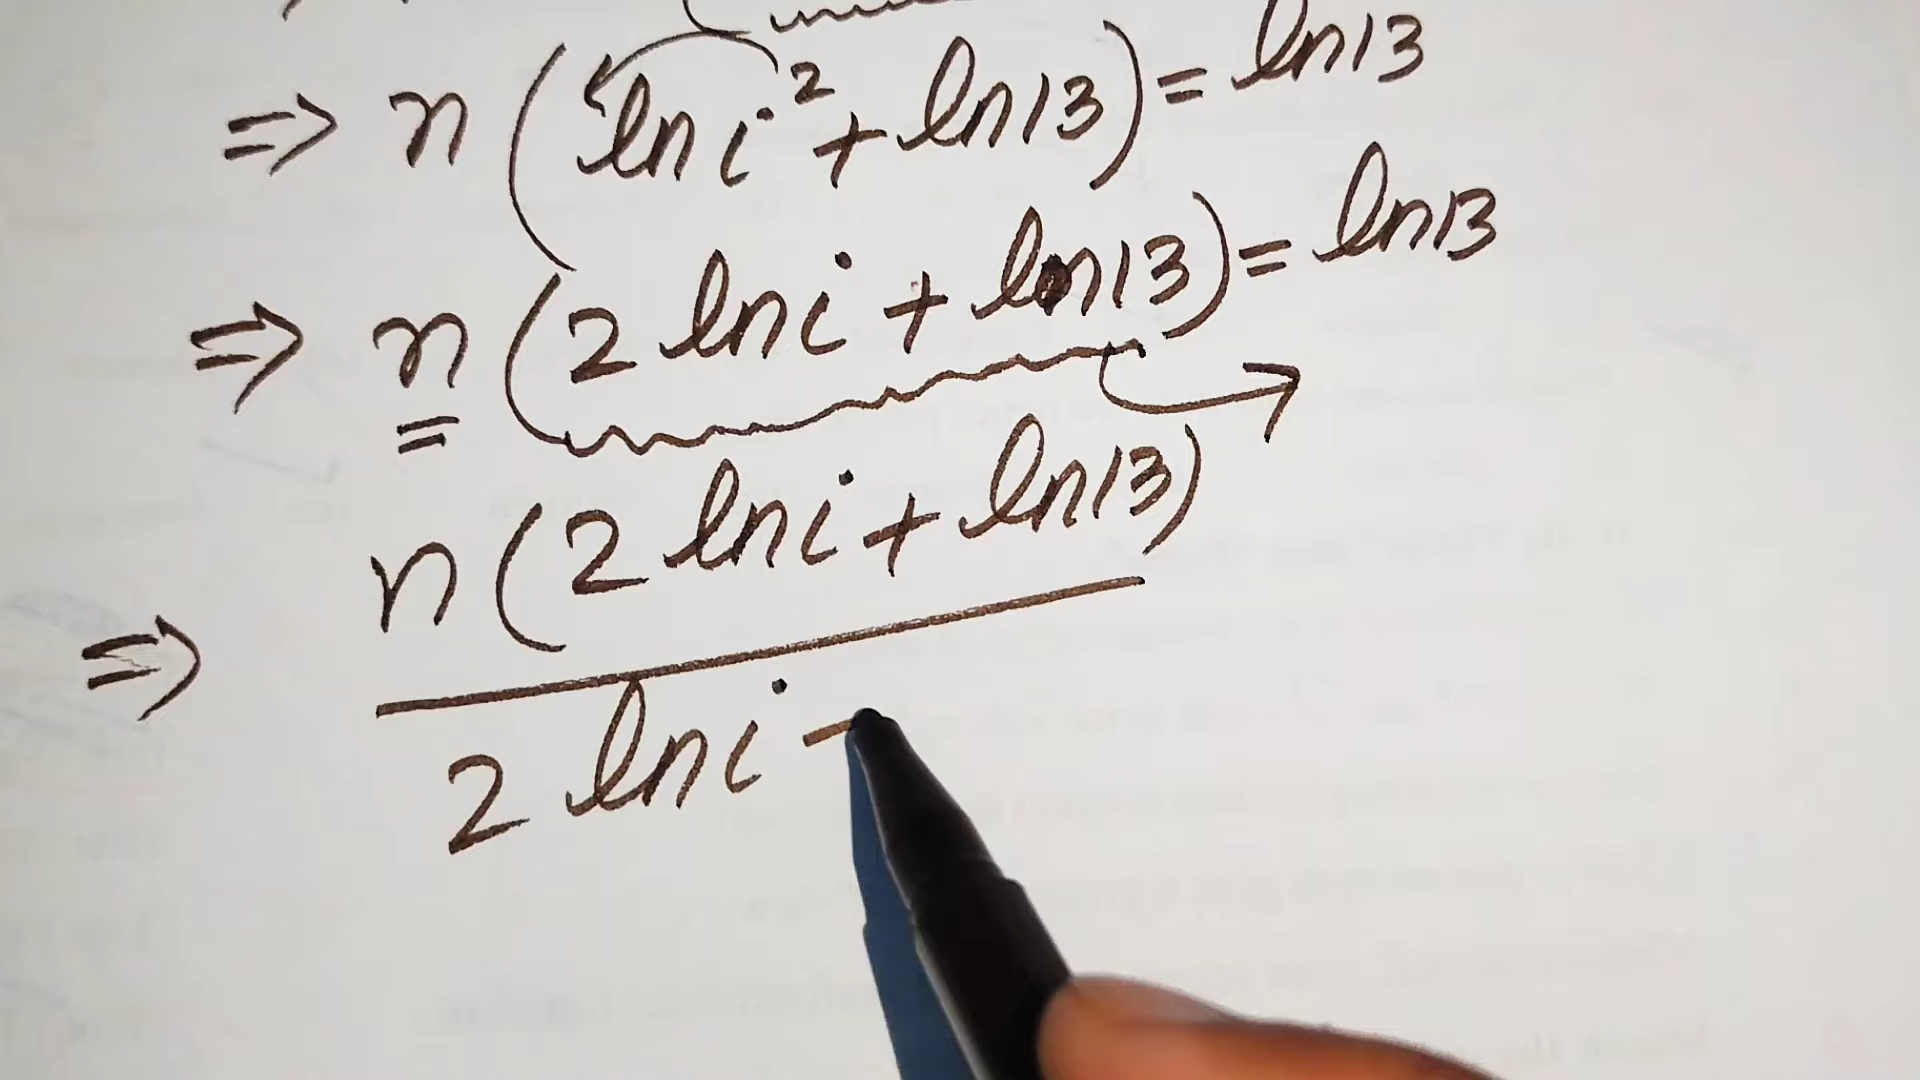 => n (ln i² + ln13) = ln13
=> n (2 ln i + ln13) = ln13
=> n (2 ln i + ln13)
2 ln i -